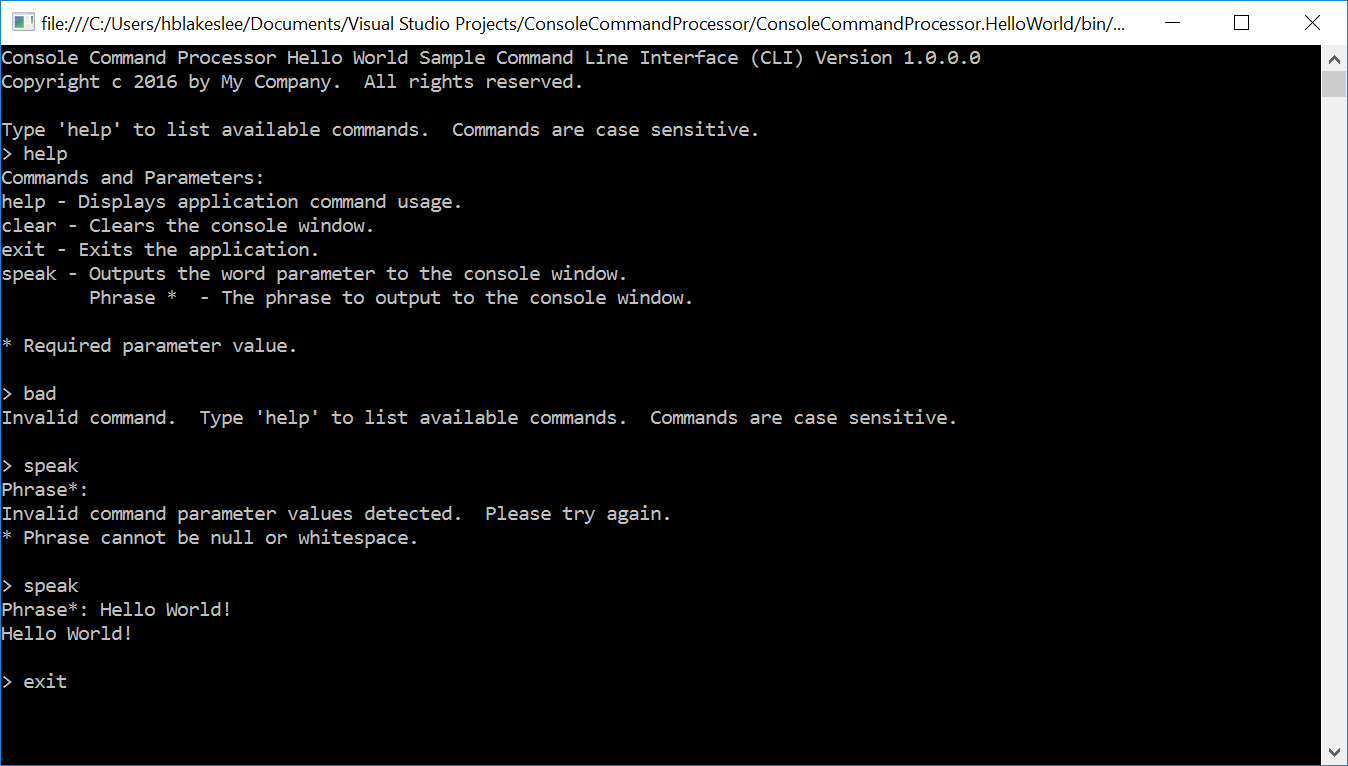 file:///C:/Users/hblakeslee/Documents/Visual Studio Projects/ConsoleCommandProcessor/ConsoleCommandProcessor.HelloWorld/bin/...
Console Command Processor Hello World Sample Command Line Interface (CLI) Version 1.0.0.0
Copyright c 2016 by My Company.  All rights reserved.
Type 'help' to list available commands.  Commands are case sensitive.
> help
Commands and Parameters:
help - Displays application command usage.
clear - Clears the console window.
exit - Exits the application.
speak - Outputs the word parameter to the console window.
        Phrase *  - The phrase to output to the console window.
* Required parameter value.
> bad
Invalid command.  Type 'help' to list available commands.  Commands are case sensitive.
> speak
Phrase*:
Invalid command parameter values detected.  Please try again.
* Phrase cannot be null or whitespace.
> speak
Phrase*: Hello World!
Hello World!
> exit